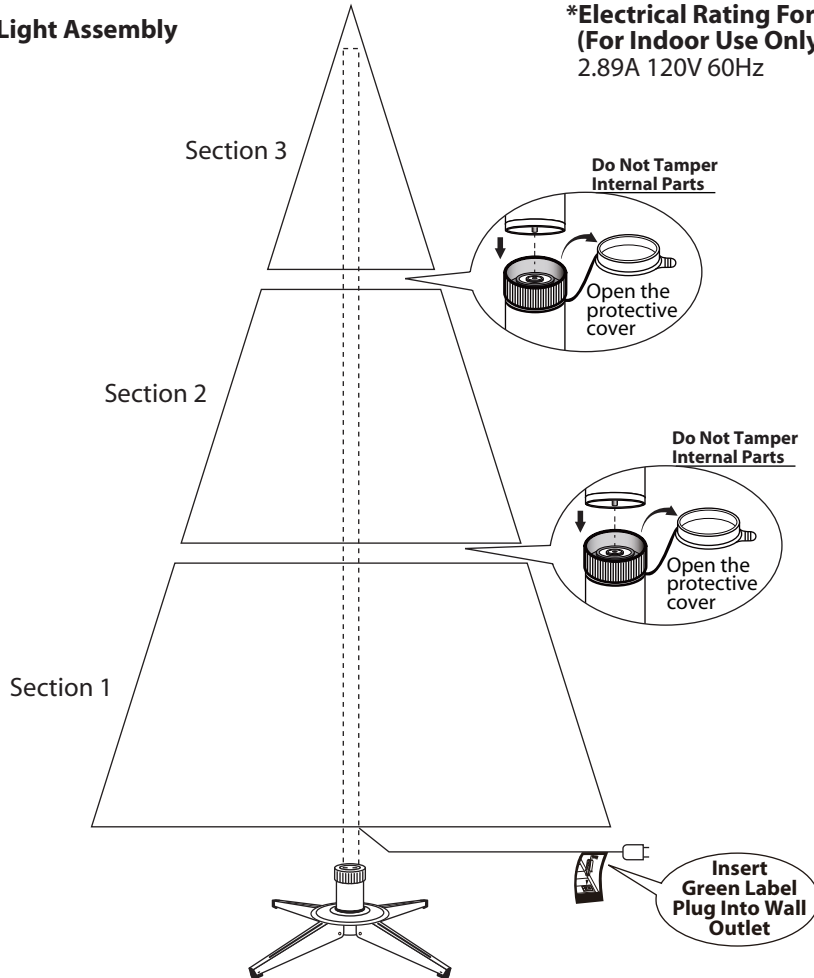 Light Assembly
*Electrical Rating For
(For Indoor Use Only
2.89A 120V 60Hz
Section 3
Do Not Tamper
Internal Parts
Open the
protective
cover
Section 2
Do Not Tamper
Internal Parts
Open the
protective
cover
Section 1
Insert
Green Label
Plug Into Wall
Outlet